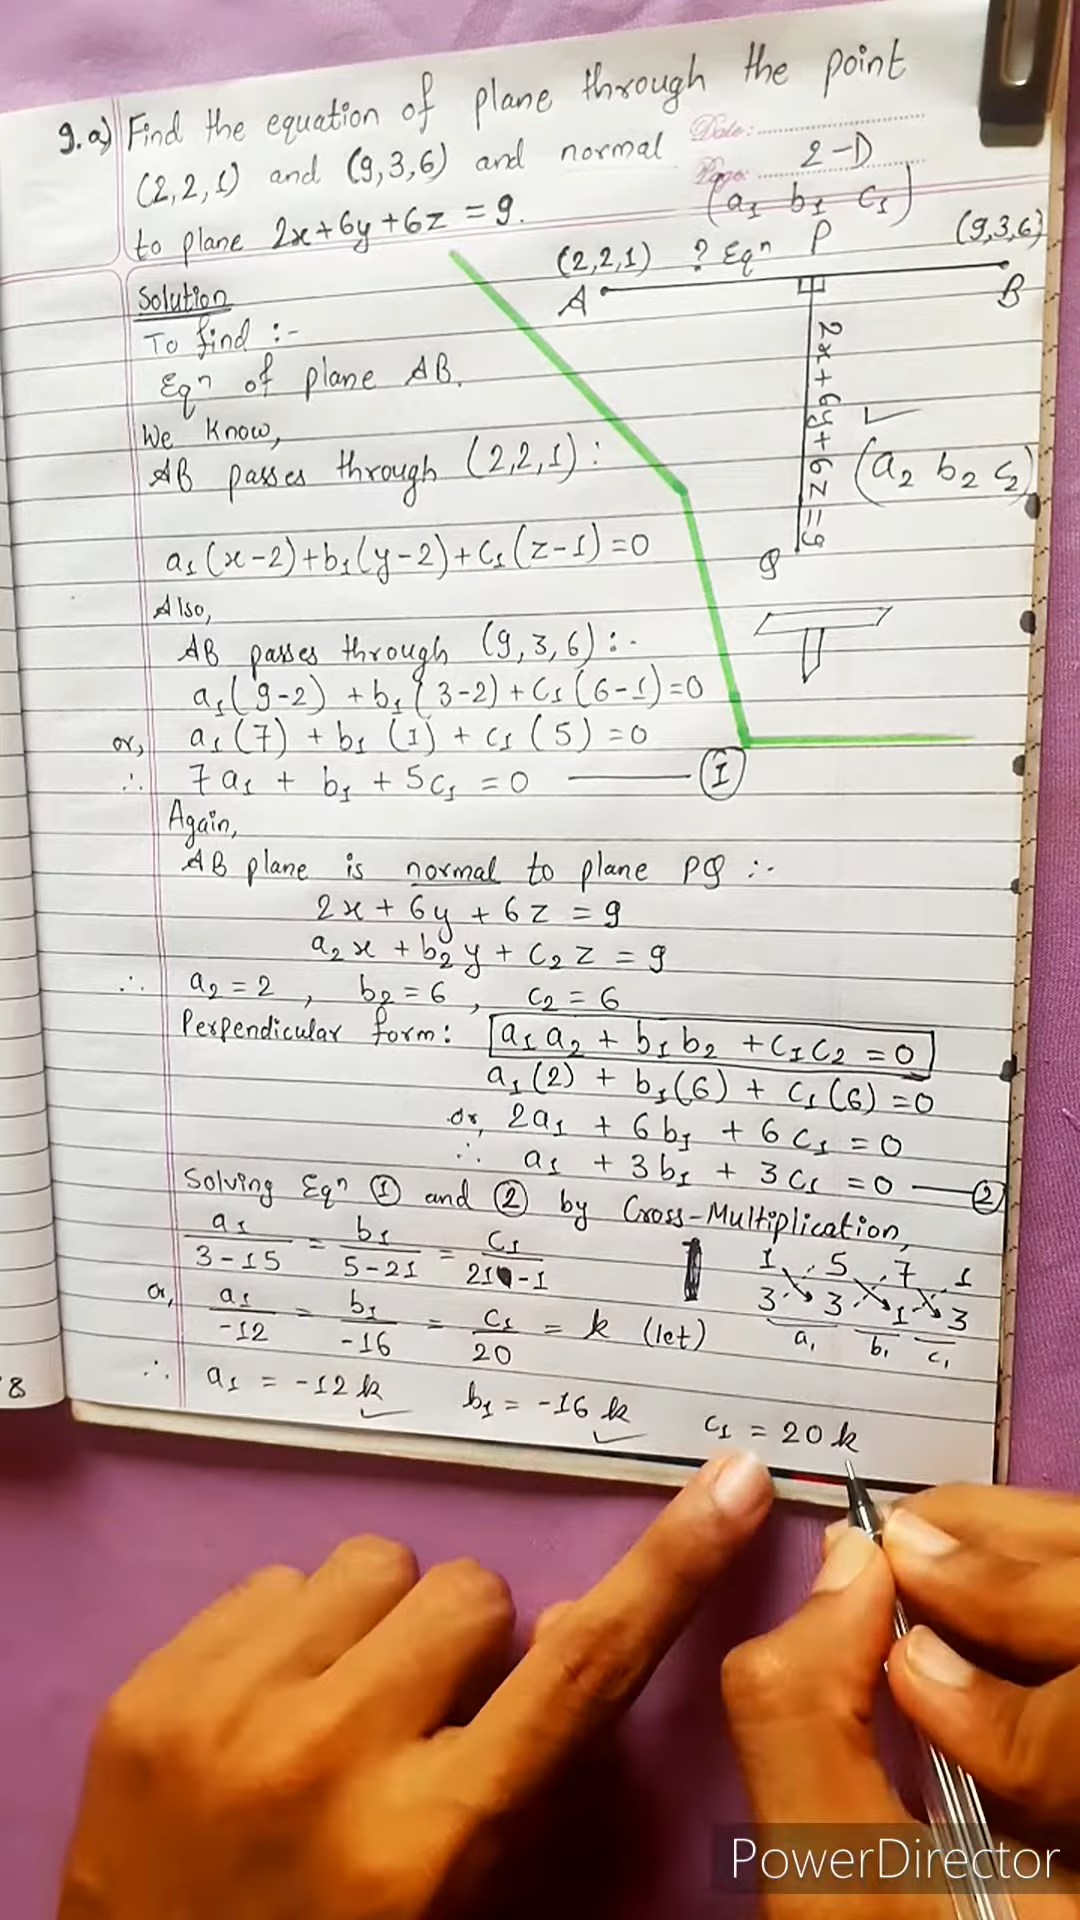 9.a) Find the equation of plane through the point
(2,2,1) and (9,3,6) and normal
to plane 2x+6y+6z = 9.
Date:
Page:
2-D
(a₁ b₁ c₁)
(2,2,1) ? Eqⁿ P (9,3,6)
A B
2x+6y+6z=9
(a₂ b₂ c₂)
Q
Solution
To find :-
Eqⁿ of plane AB.
We Know,
AB passes through (2,2,1) :
a₁(x-2)+b₁(y-2)+c₁(z-1)=0
Also,
AB passes through (9,3,6) :-
a₁(9-2) + b₁(3-2) + c₁(6-1)=0
or, a₁(7) + b₁(1) + c₁(5) = 0
∴ 7a₁ + b₁ + 5c₁ = 0 ——— (1)
Again,
AB plane is normal to plane PQ :-
2x + 6y + 6z = 9
a₂x + b₂y + c₂z = 9
∴ a₂ = 2 , b₂ = 6 , c₂ = 6
Perpendicular form: a₁a₂ + b₁b₂ + c₁c₂ = 0
a₁(2) + b₁(6) + c₁(6) = 0
or, 2a₁ + 6b₁ + 6c₁ = 0
∴ a₁ + 3b₁ + 3c₁ = 0 —— (2)
Solving Eqⁿ (1) and (2) by Cross-Multiplication,
a₁/3-15 = b₁/5-21 = c₁/21-1
1 5 7 1
3 3 1 3
a₁ b₁ c₁
or, a₁/-12 = b₁/-16 = c₁/20 = k (let)
∴ a₁ = -12k b₁ = -16k c₁ = 20k
8
PowerDirector